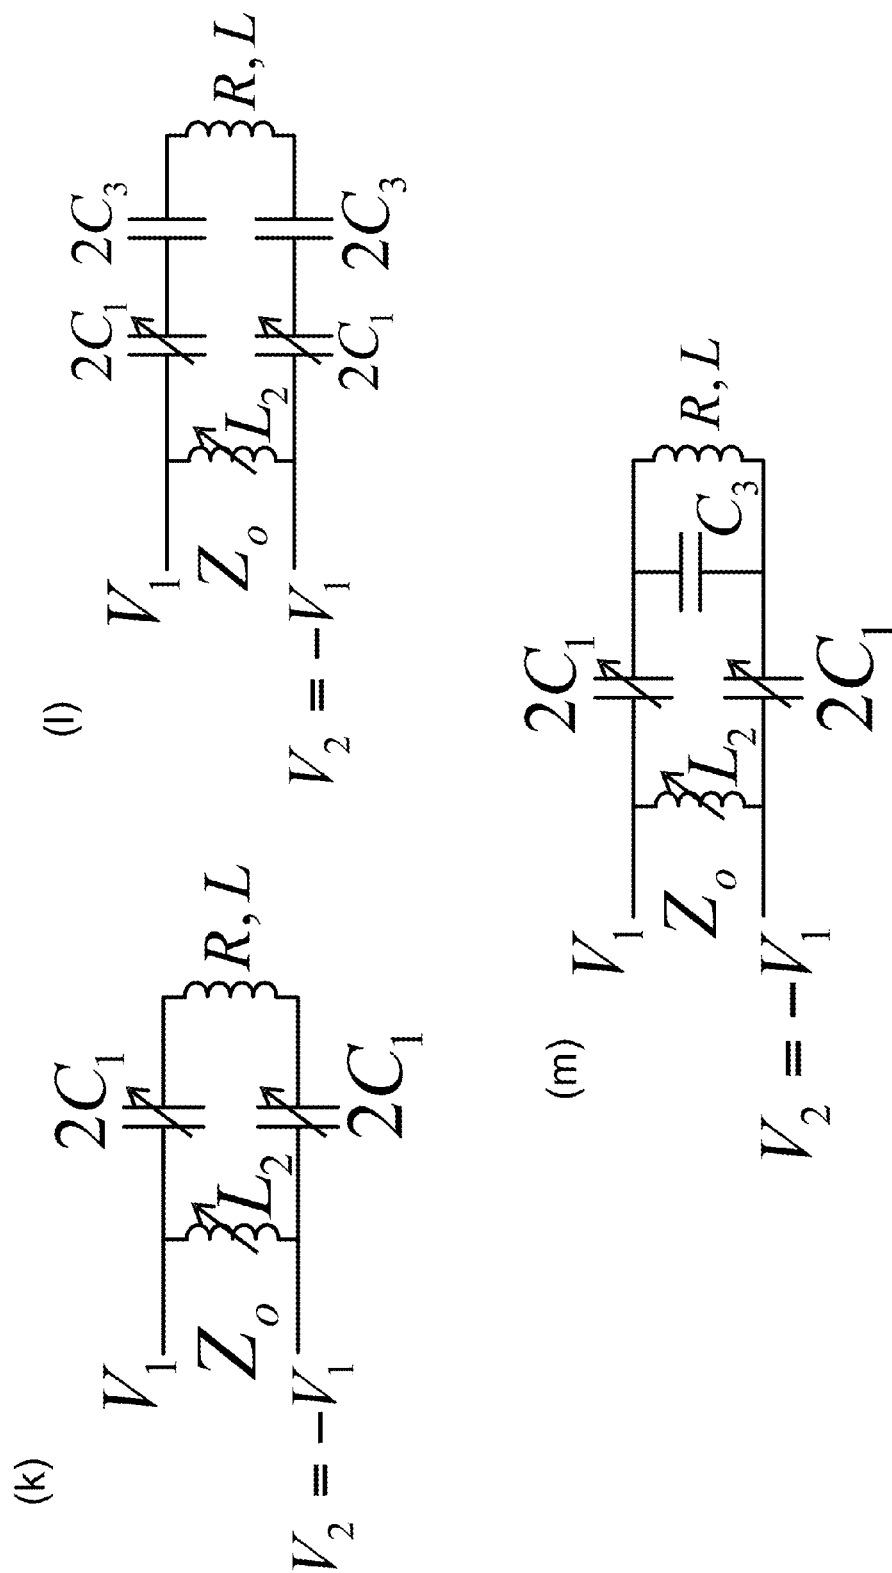 (k)
2C₁
V₁
Zₒ
L₂
R, L
V₂ = −V₁
2C₁
(l)
2C₁
2C₃
V₁
Zₒ
L₂
R, L
V₂ = −V₁
2C₁
2C₃
(m)
2C₁
V₁
Zₒ
L₂
C₃
R, L
V₂ = −V₁
2C₁